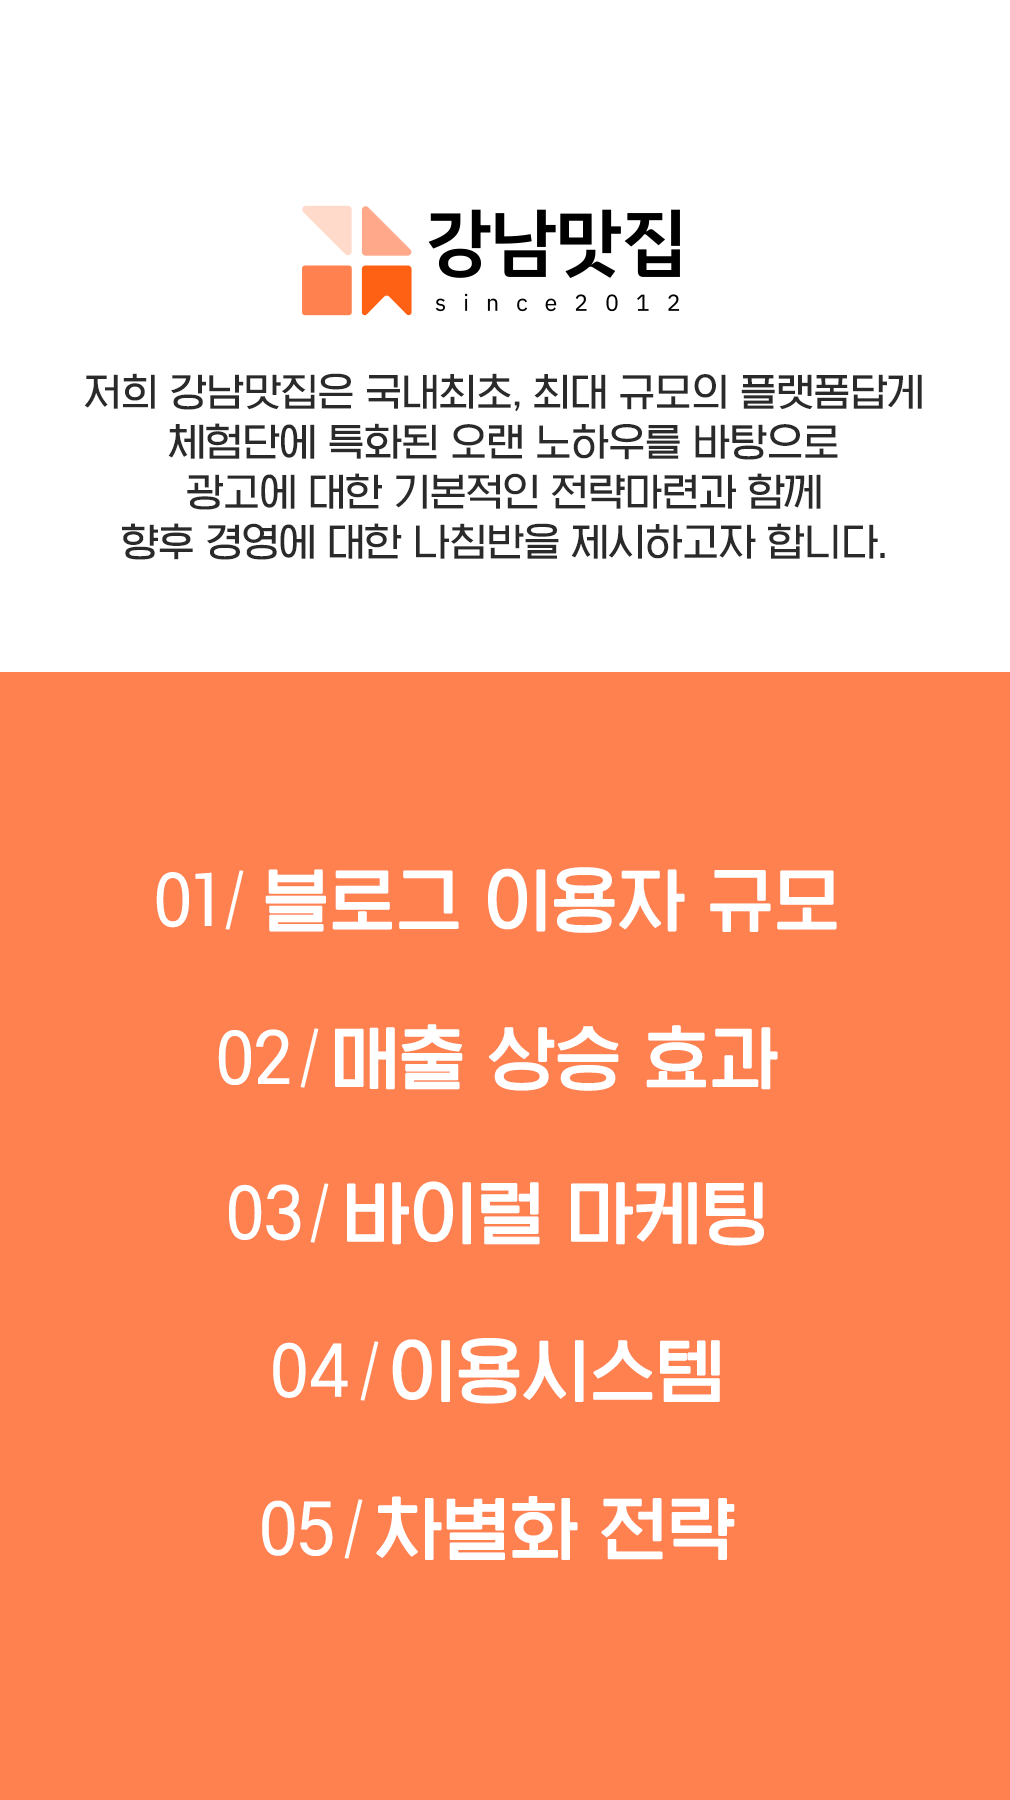 강남맛집
since2012
저희 강남맛집은 국내최초, 최대 규모의 플랫폼답게
체험단에 특화된 오랜 노하우를 바탕으로
광고에 대한 기본적인 전략마련과 함께
향후 경영에 대한 나침반을 제시하고자 합니다.
01/ 블로그 이용자 규모
02/ 매출 상승 효과
03/ 바이럴 마케팅
04/ 이용시스템
05/ 차별화 전략